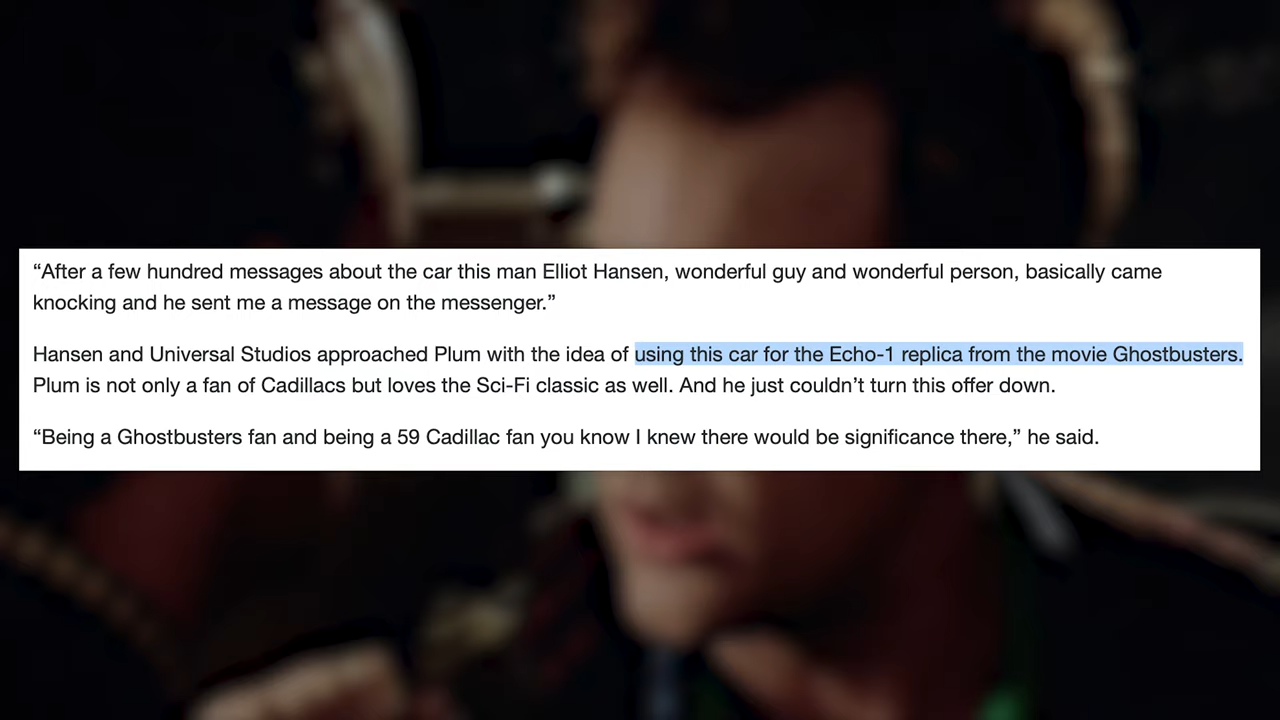 “After a few hundred messages about the car this man Elliot Hansen, wonderful guy and wonderful person, basically came
knocking and he sent me a message on the messenger.”
Hansen and Universal Studios approached Plum with the idea of using this car for the Echo-1 replica from the movie Ghostbusters.
Plum is not only a fan of Cadillacs but loves the Sci-Fi classic as well. And he just couldn’t turn this offer down.
“Being a Ghostbusters fan and being a 59 Cadillac fan you know I knew there would be significance there,” he said.